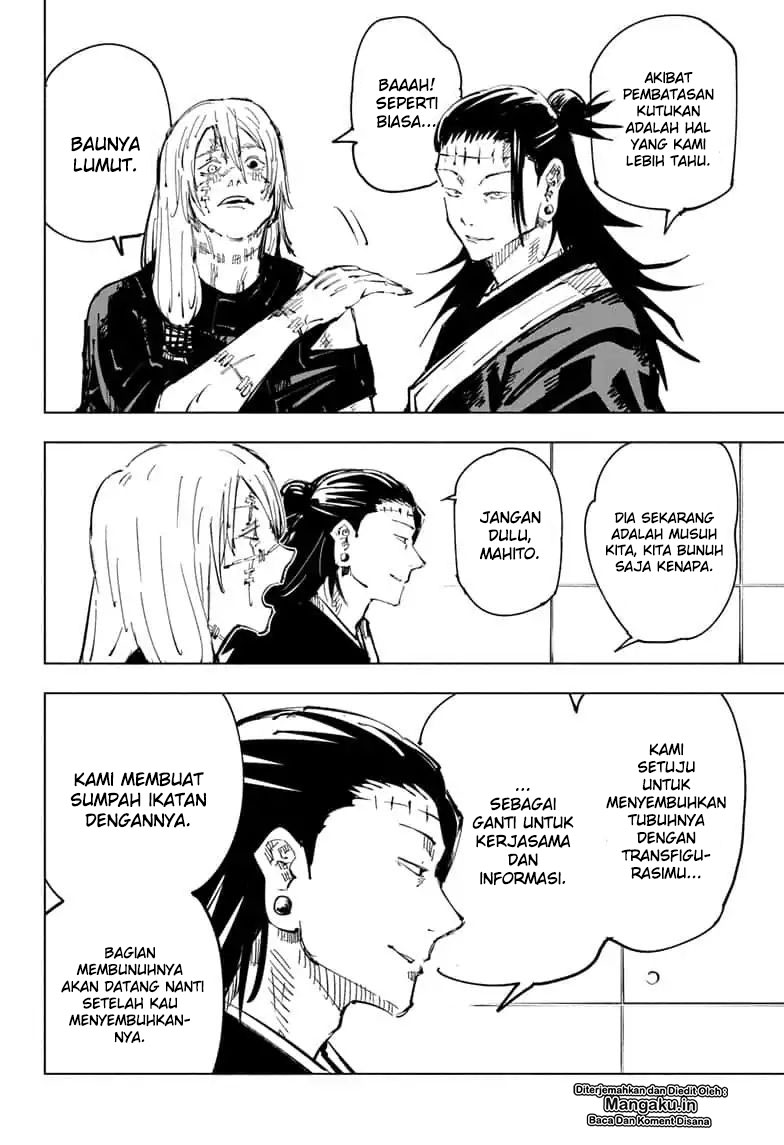 AKIBAT
PEMBATASAN
KUTUKAN
ADALAH HAL
YANG KAMI
LEBIH TAHU.
BAAAH!
SEPERTI
BIASA...
BAUNYA
LUMUT.
DIA SEKARANG
ADALAH MUSUH
KITA, KITA BUNUH
SAJA KENAPA.
JANGAN
DULU,
MAHITO.
KAMI
SETUJU
UNTUK
MENYEMBUHKAN
TUBUHNYA
DENGAN
TRANSFIGU-
RASIMU...
...
SEBAGAI
GANTI UNTUK
KERJASAMA
DAN
INFORMASI.
KAMI MEMBUAT
SUMPAH IKATAN
DENGANNYA.
BAGIAN
MEMBUNUHNYA
AKAN DATANG NANTI
SETELAH KAU
MENYEMBUHKAN-
NYA.
Diterjemahkan dan Diedit Oleh :
Mangaku.in
Baca Dan Koment Disana